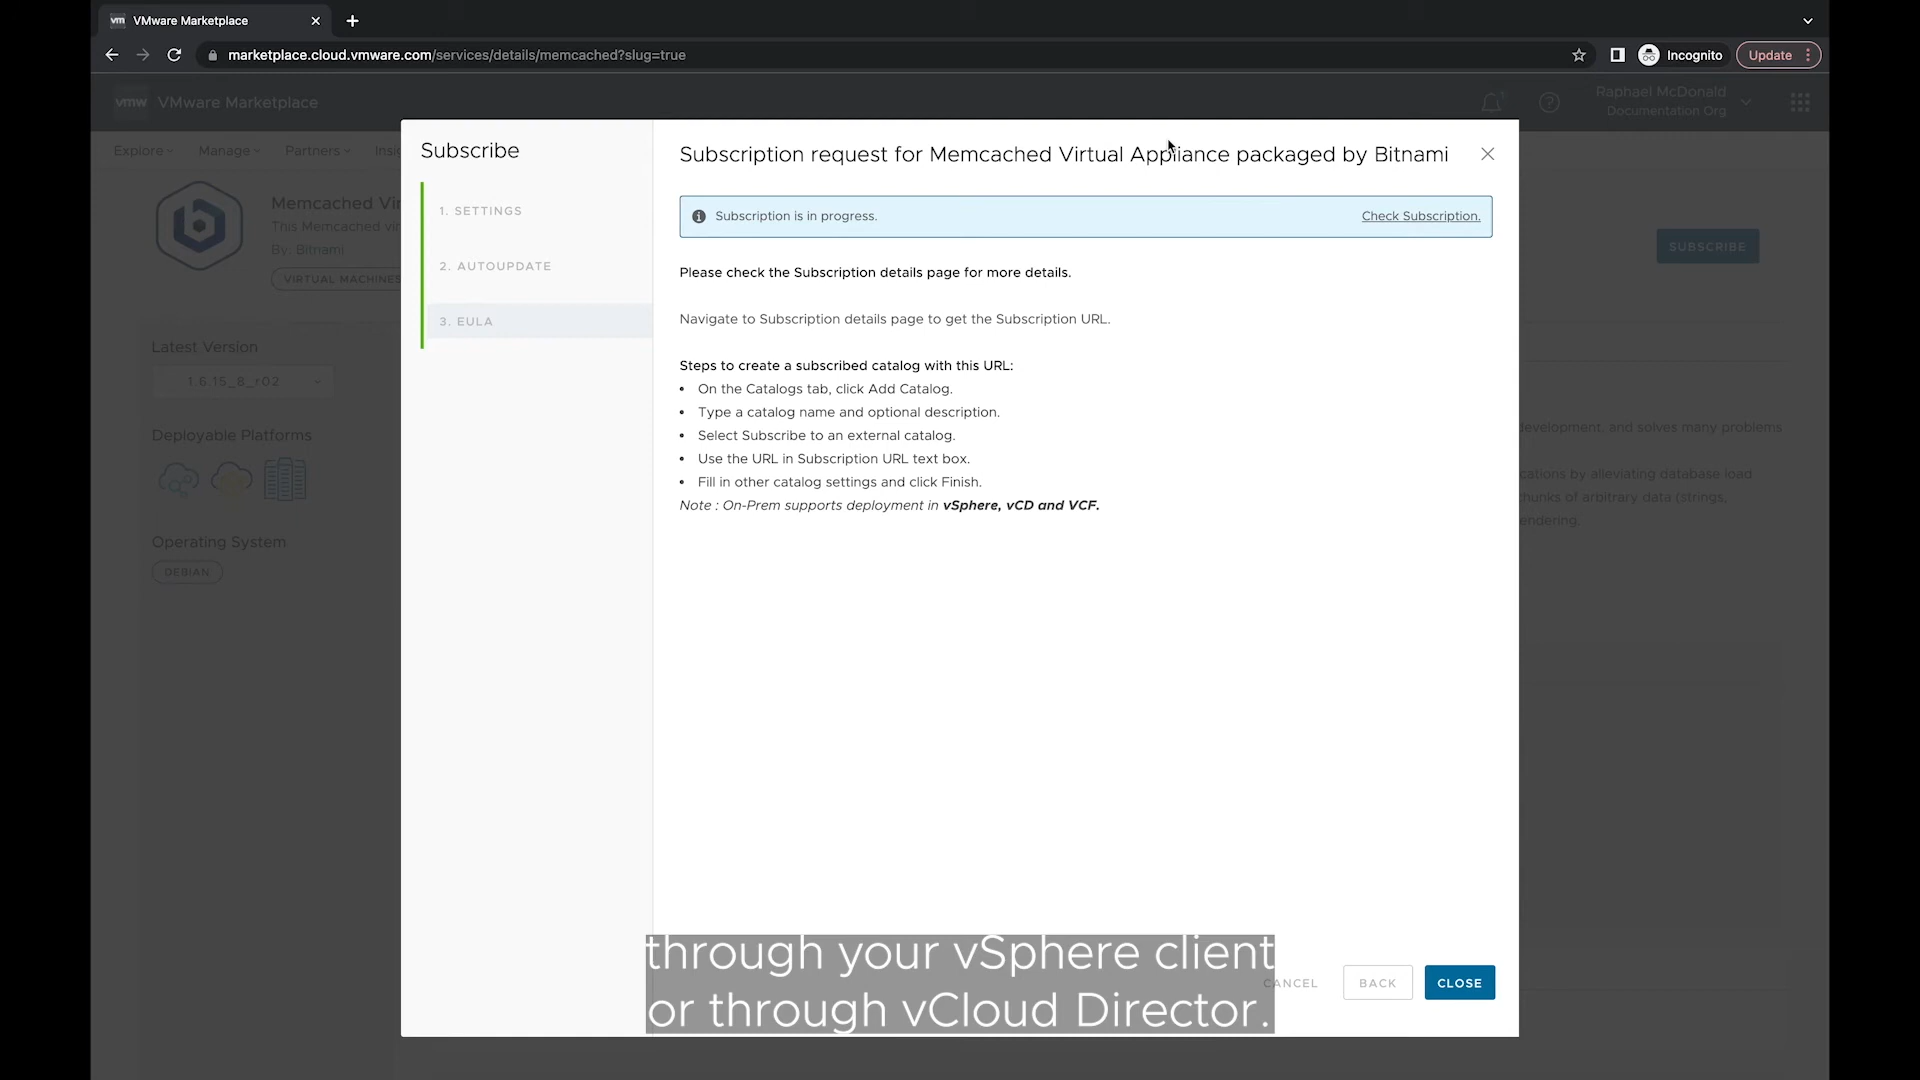 vm VMware Marketplace
marketplace.cloud.vmware.com/services/details/memcached?slug=true
Incognito
Update
vmw VMware Marketplace
Raphael McDonald
Documentation Org
Explore
Manage
Partners
Insig
Memcached Vir
This Memcached vir
By: Bitnami
VIRTUAL MACHINES
SUBSCRIBE
Latest Version
1.6.15_8_r02
Deployable Platforms
Operating System
DEBIAN
Subscribe
1. SETTINGS
2. AUTOUPDATE
3. EULA
Subscription request for Memcached Virtual Appliance packaged by Bitnami
Subscription is in progress.
Check Subscription.
Please check the Subscription details page for more details.
Navigate to Subscription details page to get the Subscription URL.
Steps to create a subscribed catalog with this URL:
• On the Catalogs tab, click Add Catalog.
• Type a catalog name and optional description.
• Select Subscribe to an external catalog.
• Use the URL in Subscription URL text box.
• Fill in other catalog settings and click Finish.
Note : On-Prem supports deployment in vSphere, vCD and VCF.
evelopment, and solves many problems
cations by alleviating database load
chunks of arbitrary data (strings,
endering.
through your vSphere client
or through vCloud Director.
CANCEL
BACK
CLOSE